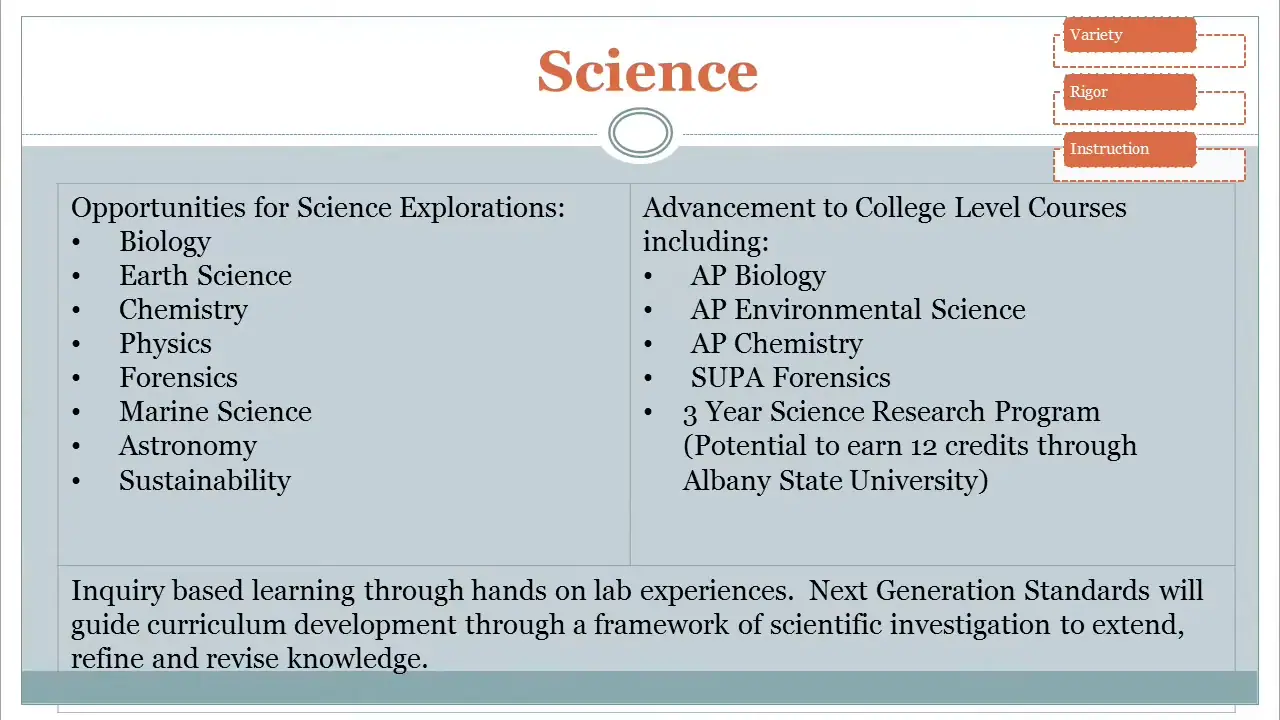 Science
Variety
Rigor
Instruction
Opportunities for Science Explorations:
• Biology
• Earth Science
• Chemistry
• Physics
• Forensics
• Marine Science
• Astronomy
• Sustainability
Advancement to College Level Courses
including:
• AP Biology
• AP Environmental Science
• AP Chemistry
• SUPA Forensics
• 3 Year Science Research Program
(Potential to earn 12 credits through
Albany State University)
Inquiry based learning through hands on lab experiences.  Next Generation Standards will
guide curriculum development through a framework of scientific investigation to extend,
refine and revise knowledge.